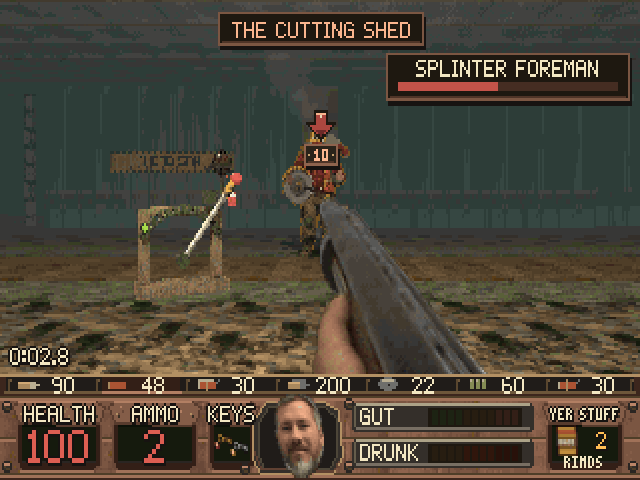 THE CUTTING SHED
SPLINTER FOREMAN
-10-
0:02.8
90 48 30 200 22 60 30
HEALTH AMMO KEYS GUT YER STUFF
100 2 2
DRUNK RINDS